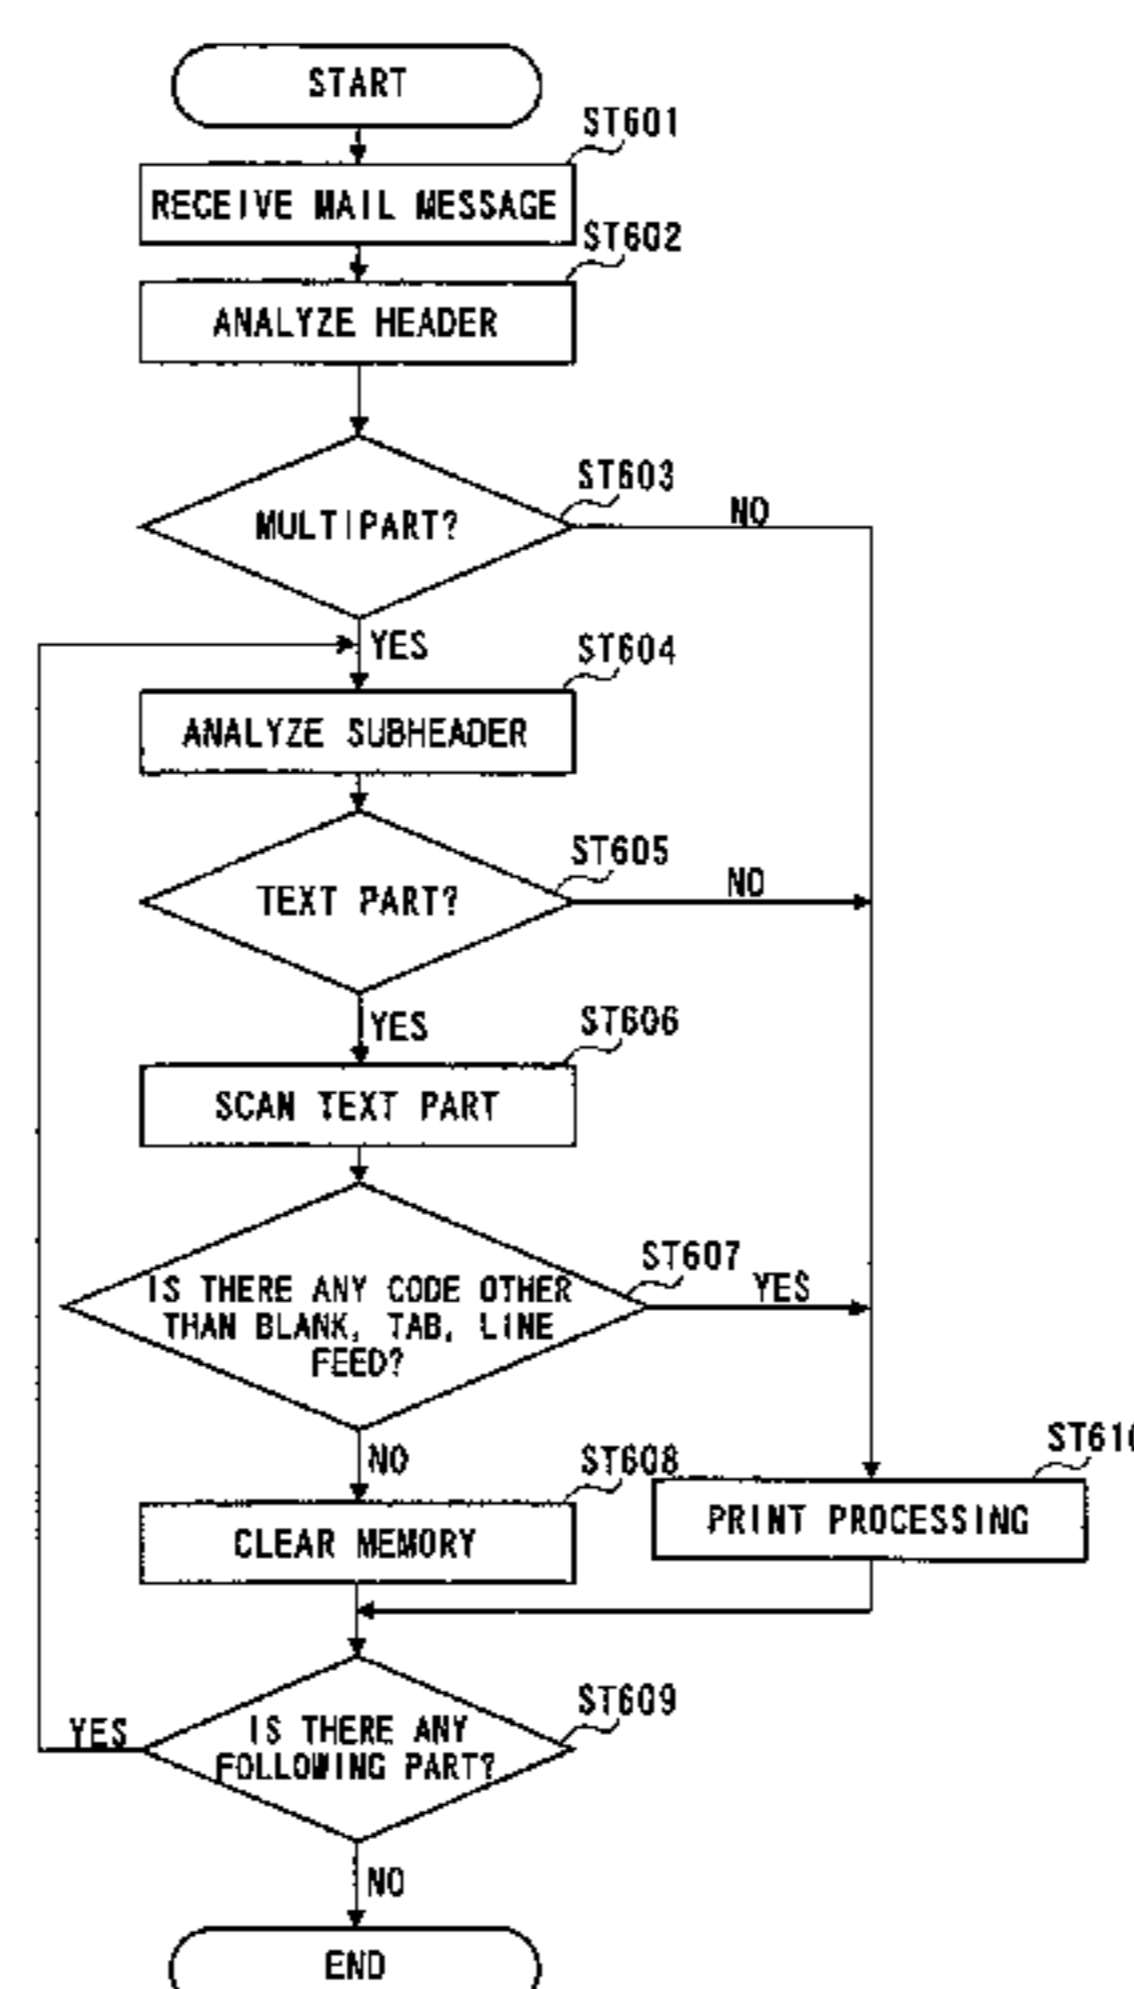 START
ST601
RECEIVE MAIL MESSAGE
ST602
ANALYZE HEADER
ST603
MULTIPART?
NO
YES
ST604
ANALYZE SUBHEADER
ST605
TEXT PART?
NO
YES
ST606
SCAN TEXT PART
ST607
IS THERE ANY CODE OTHER
THAN BLANK, TAB, LINE
FEED?
YES
NO
ST608
CLEAR MEMORY
ST610
PRINT PROCESSING
ST609
IS THERE ANY
FOLLOWING PART?
YES
NO
END